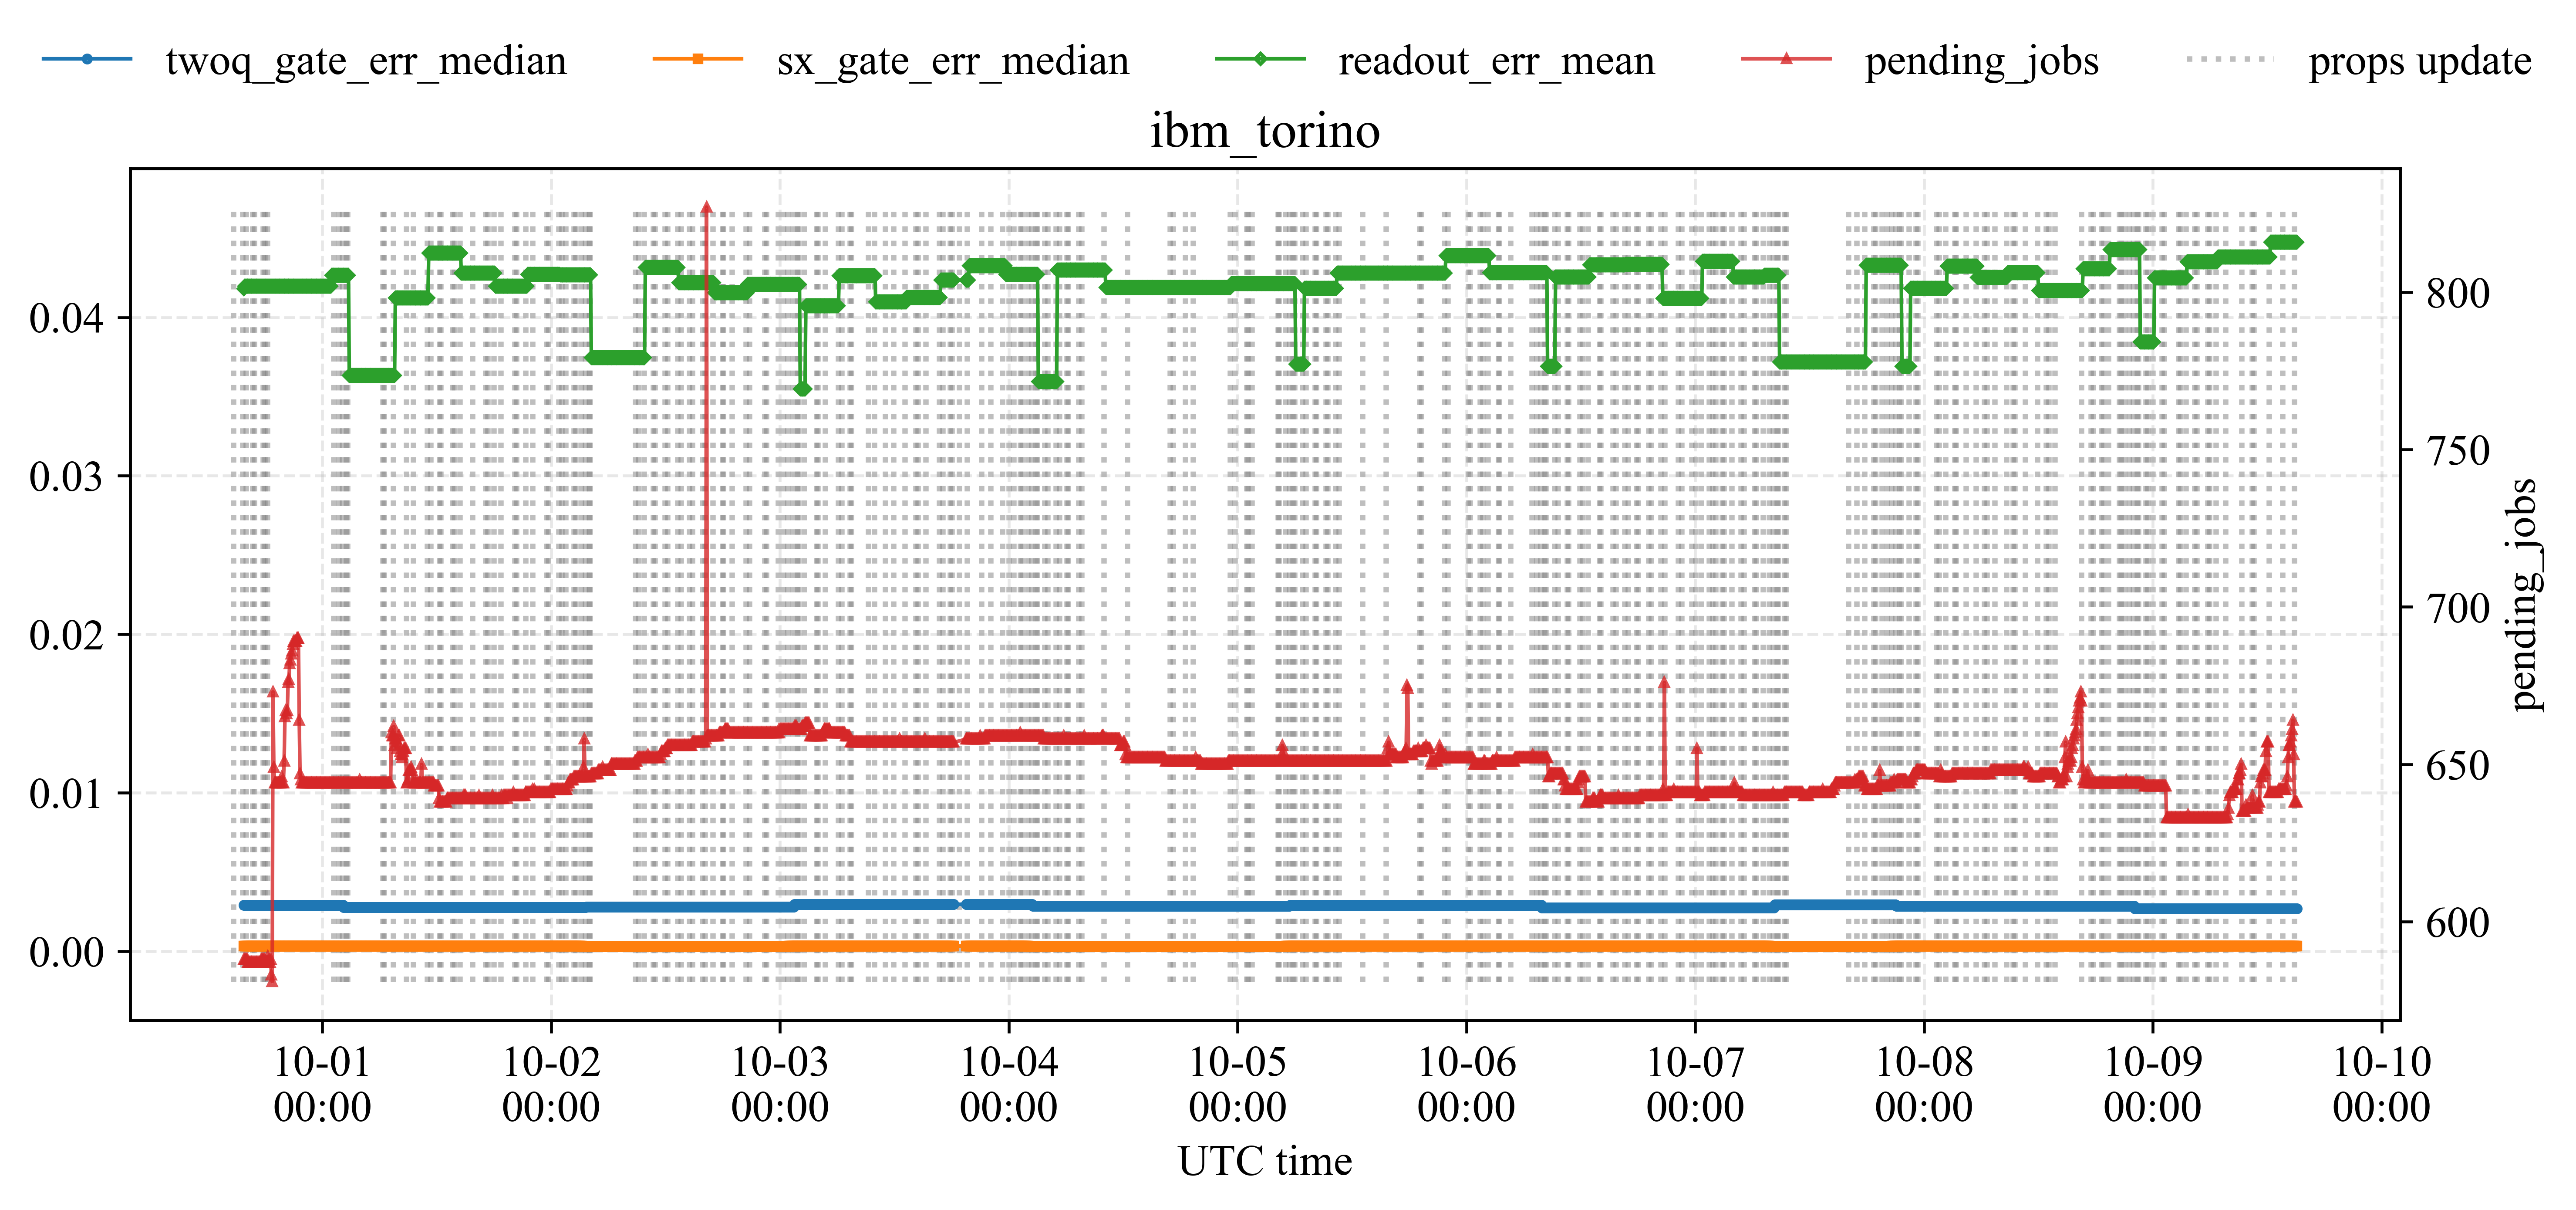 twoq_gate_err_median sx_gate_err_median readout_err_mean pending_jobs props update
ibm_torino
0.04
0.03
0.02
0.01
0.00
800
750
700
650
600
pending_jobs
10-01 10-02 10-03 10-04 10-05 10-06 10-07 10-08 10-09 10-10
00:00 00:00 00:00 00:00 00:00 00:00 00:00 00:00 00:00 00:00
UTC time